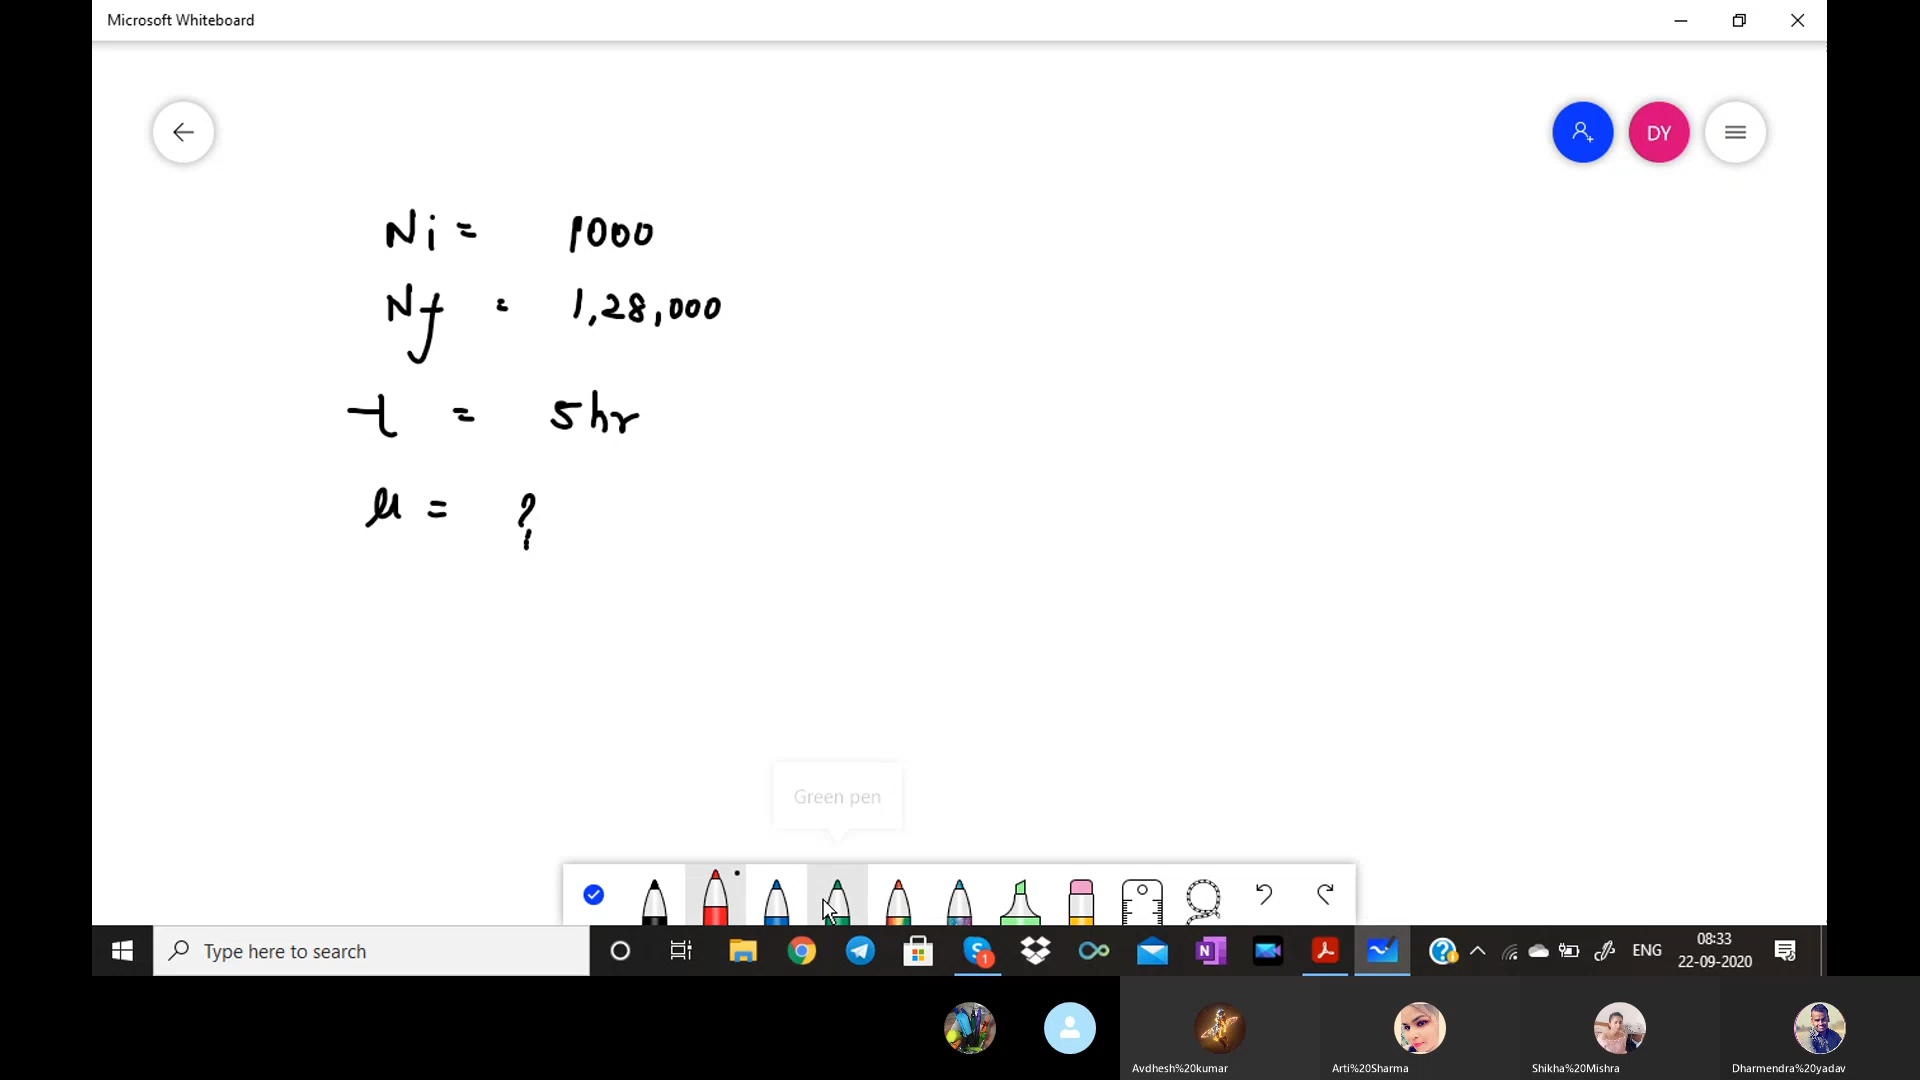 Microsoft Whiteboard
DY
Ni = 1000
Nf = 1,28,000
t = 5hr
μ = ?
Green pen
Type here to search
1
N
ENG
08:33
22-09-2020
Avdhesh%20kumar
Arti%20Sharma
Shikha%20Mishra
Dharmendra%20yadav